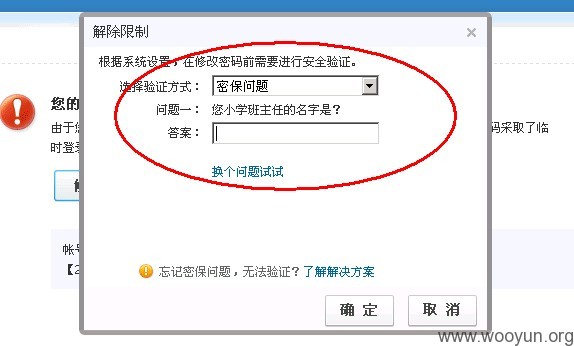 解除限制
根据系统设置，在修改密码前需要进行安全验证。
选择验证方式： 密保问题
您的
问题一： 您小学班主任的名字是？
由于您
码采取了临
答案：
时登录
换个问题试试
帐号
【2
忘记密保问题，无法验证？了解解决方案
确 定 取 消
www.wooyun.org